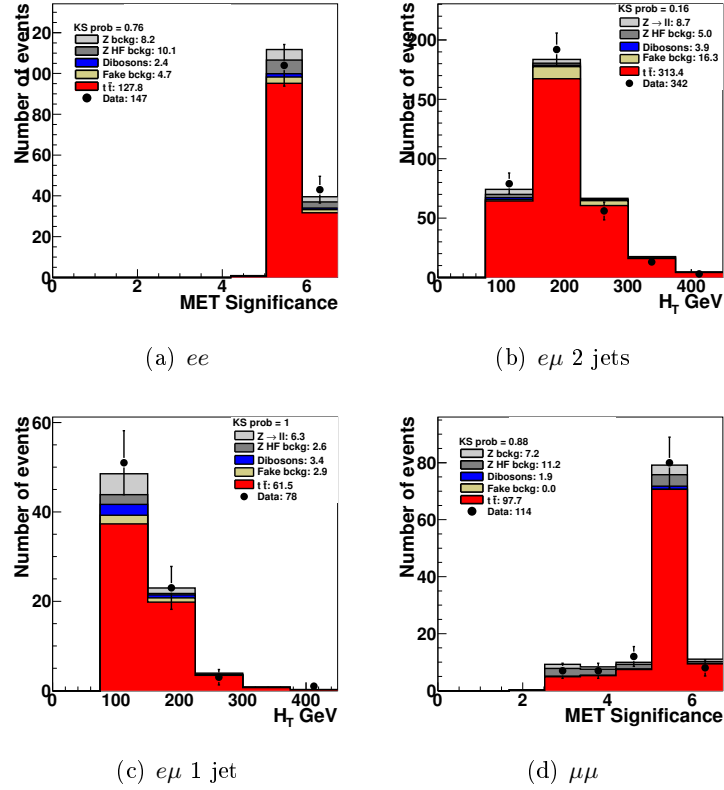 KS prob = 0.76
Z bckg: 8.2
Z HF bckg: 10.1
Dibosons: 2.4
Fake bckg: 4.7
t t̄: 127.8
Data: 147
Number of events
120
100
80
60
40
20
0
0 2 4 6
MET Significance
(a) ee
KS prob = 0.16
Z → ll: 8.7
Z HF bckg: 5.0
Dibosons: 3.9
Fake bckg: 16.3
t t̄: 313.4
Data: 342
Number of events
200
150
100
50
0
0 100 200 300 400
H_T GeV
(b) eμ 2 jets
KS prob = 1
Z → ll: 6.3
Z HF bckg: 2.6
Dibosons: 3.4
Fake bckg: 2.9
t t̄: 61.5
Data: 78
Number of events
60
40
20
0
0 100 200 300 400
H_T GeV
(c) eμ 1 jet
KS prob = 0.88
Z bckg: 7.2
Z HF bckg: 11.2
Dibosons: 1.9
Fake bckg: 0.0
t t̄: 97.7
Data: 114
Number of events
80
60
40
20
0
0 2 4 6
MET Significance
(d) μμ